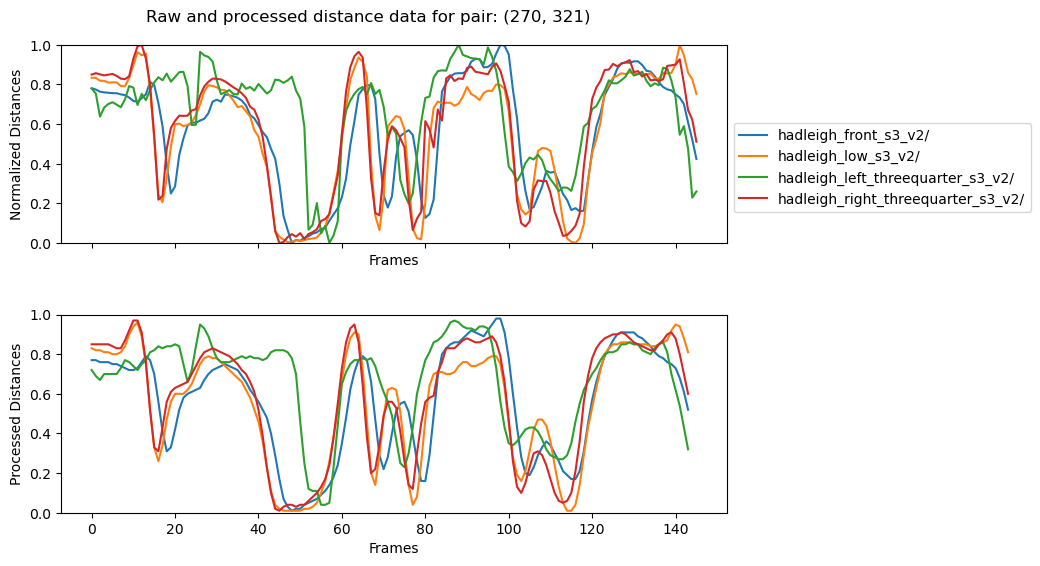 Raw and processed distance data for pair: (270, 321)
Normalized Distances
1.0
0.8
0.6
0.4
0.2
0.0
Frames
hadleigh_front_s3_v2/
hadleigh_low_s3_v2/
hadleigh_left_threequarter_s3_v2/
hadleigh_right_threequarter_s3_v2/
Processed Distances
1.0
0.8
0.6
0.4
0.2
0.0
0 20 40 60 80 100 120 140
Frames